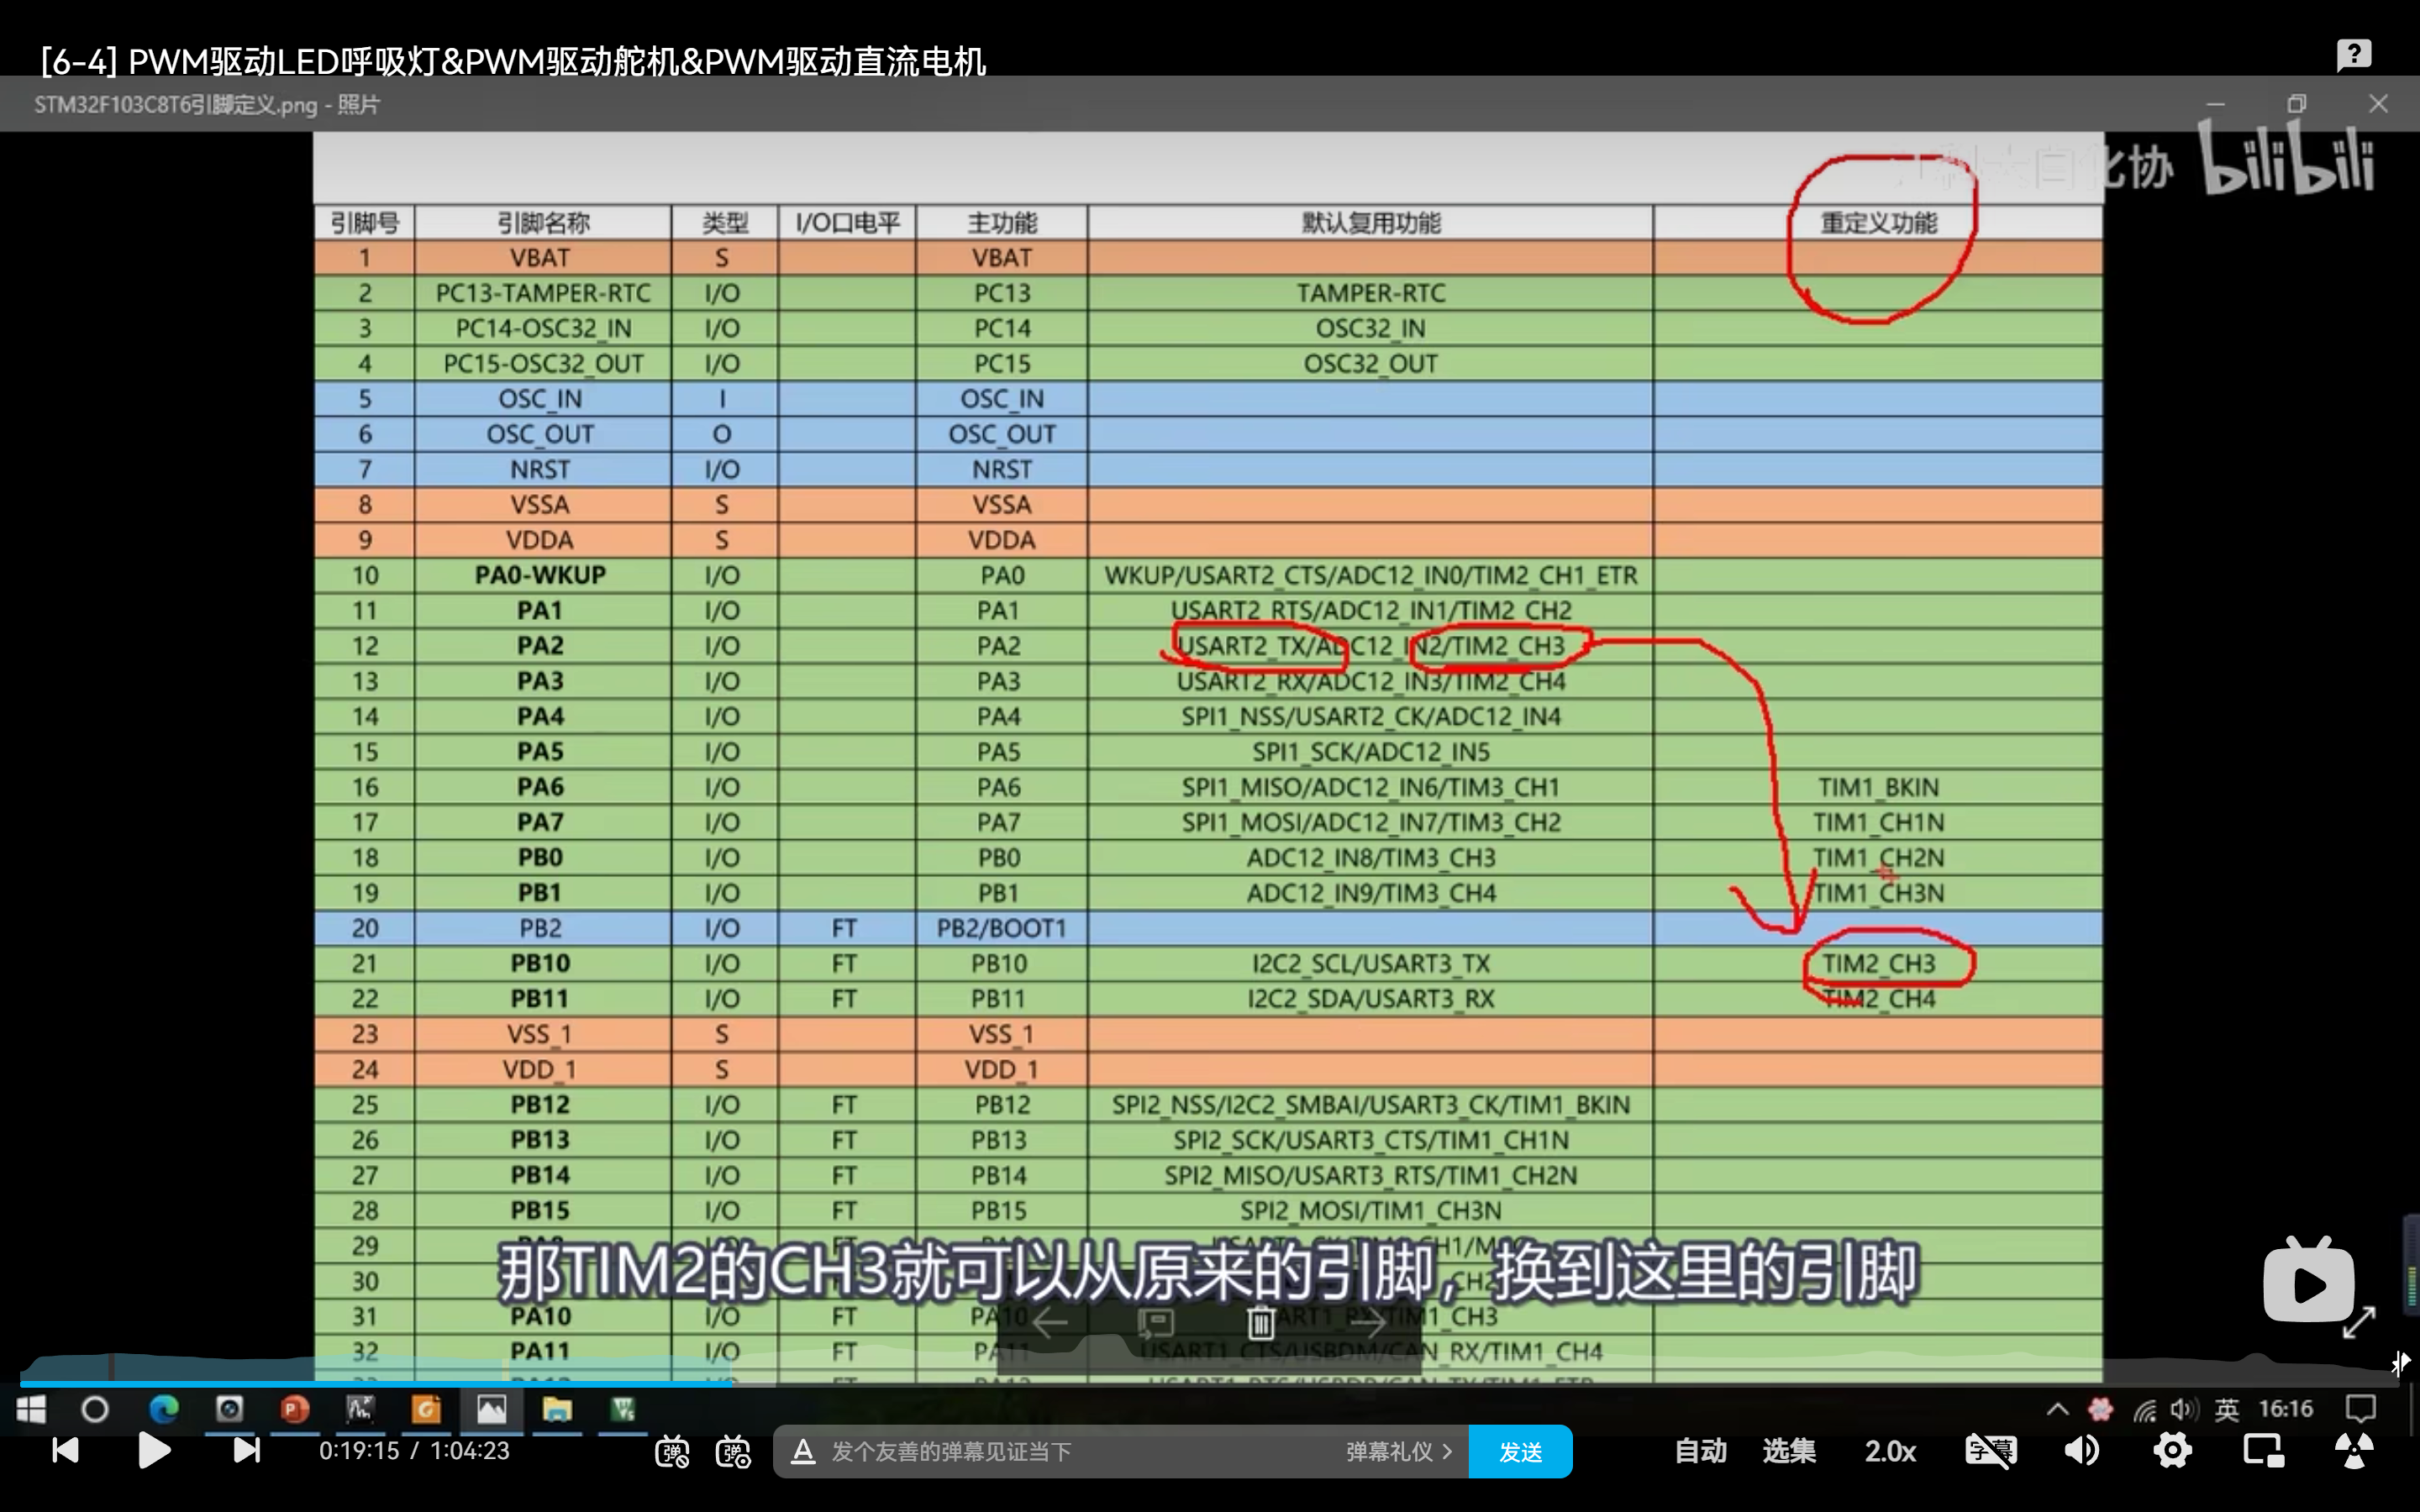 [6-4] PWM驱动LED呼吸灯&PWM驱动舵机&PWM驱动直流电机
STM32F103C8T6引脚定义.png - 照片
化协 bilibili
引脚号 引脚名称 类型 I/O口电平 主功能 默认复用功能 重定义功能
1 VBAT S VBAT
2 PC13-TAMPER-RTC I/O PC13 TAMPER-RTC
3 PC14-OSC32_IN I/O PC14 OSC32_IN
4 PC15-OSC32_OUT I/O PC15 OSC32_OUT
5 OSC_IN I OSC_IN
6 OSC_OUT O OSC_OUT
7 NRST I/O NRST
8 VSSA S VSSA
9 VDDA S VDDA
10 PA0-WKUP I/O PA0 WKUP/USART2_CTS/ADC12_IN0/TIM2_CH1_ETR
11 PA1 I/O PA1 USART2_RTS/ADC12_IN1/TIM2_CH2
12 PA2 I/O PA2 USART2_TX/ADC12_IN2/TIM2_CH3
13 PA3 I/O PA3 USART2_RX/ADC12_IN3/TIM2_CH4
14 PA4 I/O PA4 SPI1_NSS/USART2_CK/ADC12_IN4
15 PA5 I/O PA5 SPI1_SCK/ADC12_IN5
16 PA6 I/O PA6 SPI1_MISO/ADC12_IN6/TIM3_CH1 TIM1_BKIN
17 PA7 I/O PA7 SPI1_MOSI/ADC12_IN7/TIM3_CH2 TIM1_CH1N
18 PB0 I/O PB0 ADC12_IN8/TIM3_CH3 TIM1_CH2N
19 PB1 I/O PB1 ADC12_IN9/TIM3_CH4 TIM1_CH3N
20 PB2 I/O FT PB2/BOOT1
21 PB10 I/O FT PB10 I2C2_SCL/USART3_TX TIM2_CH3
22 PB11 I/O FT PB11 I2C2_SDA/USART3_RX TIM2_CH4
23 VSS_1 S VSS_1
24 VDD_1 S VDD_1
25 PB12 I/O FT PB12 SPI2_NSS/I2C2_SMBAI/USART3_CK/TIM1_BKIN
26 PB13 I/O FT PB13 SPI2_SCK/USART3_CTS/TIM1_CH1N
27 PB14 I/O FT PB14 SPI2_MISO/USART3_RTS/TIM1_CH2N
28 PB15 I/O FT PB15 SPI2_MOSI/TIM1_CH3N
29
那TIM2的CH3就可以从原来的引脚，换到这里的引脚
30
31 PA10 I/O FT PA10 CH3
32 PA11 I/O FT PA11 USART1_CTS/USBDM/CAN_RX/TIM1_CH4
英 16:16
0:19:15 / 1:04:23 弹 弹 A 发个友善的弹幕见证当下 弹幕礼仪 > 发送 自动 选集 2.0x 字幕